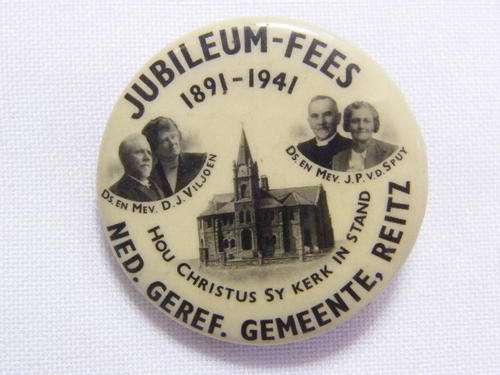 JUBILEUM-FEES
1891-1941
DS. EN MEV. D.J. VILJOEN
DS. EN MEV. J.P. V.D. SPUY
HOU CHRISTUS SY KERK IN STAND
NED. GEREF. GEMEENTE, REITZ